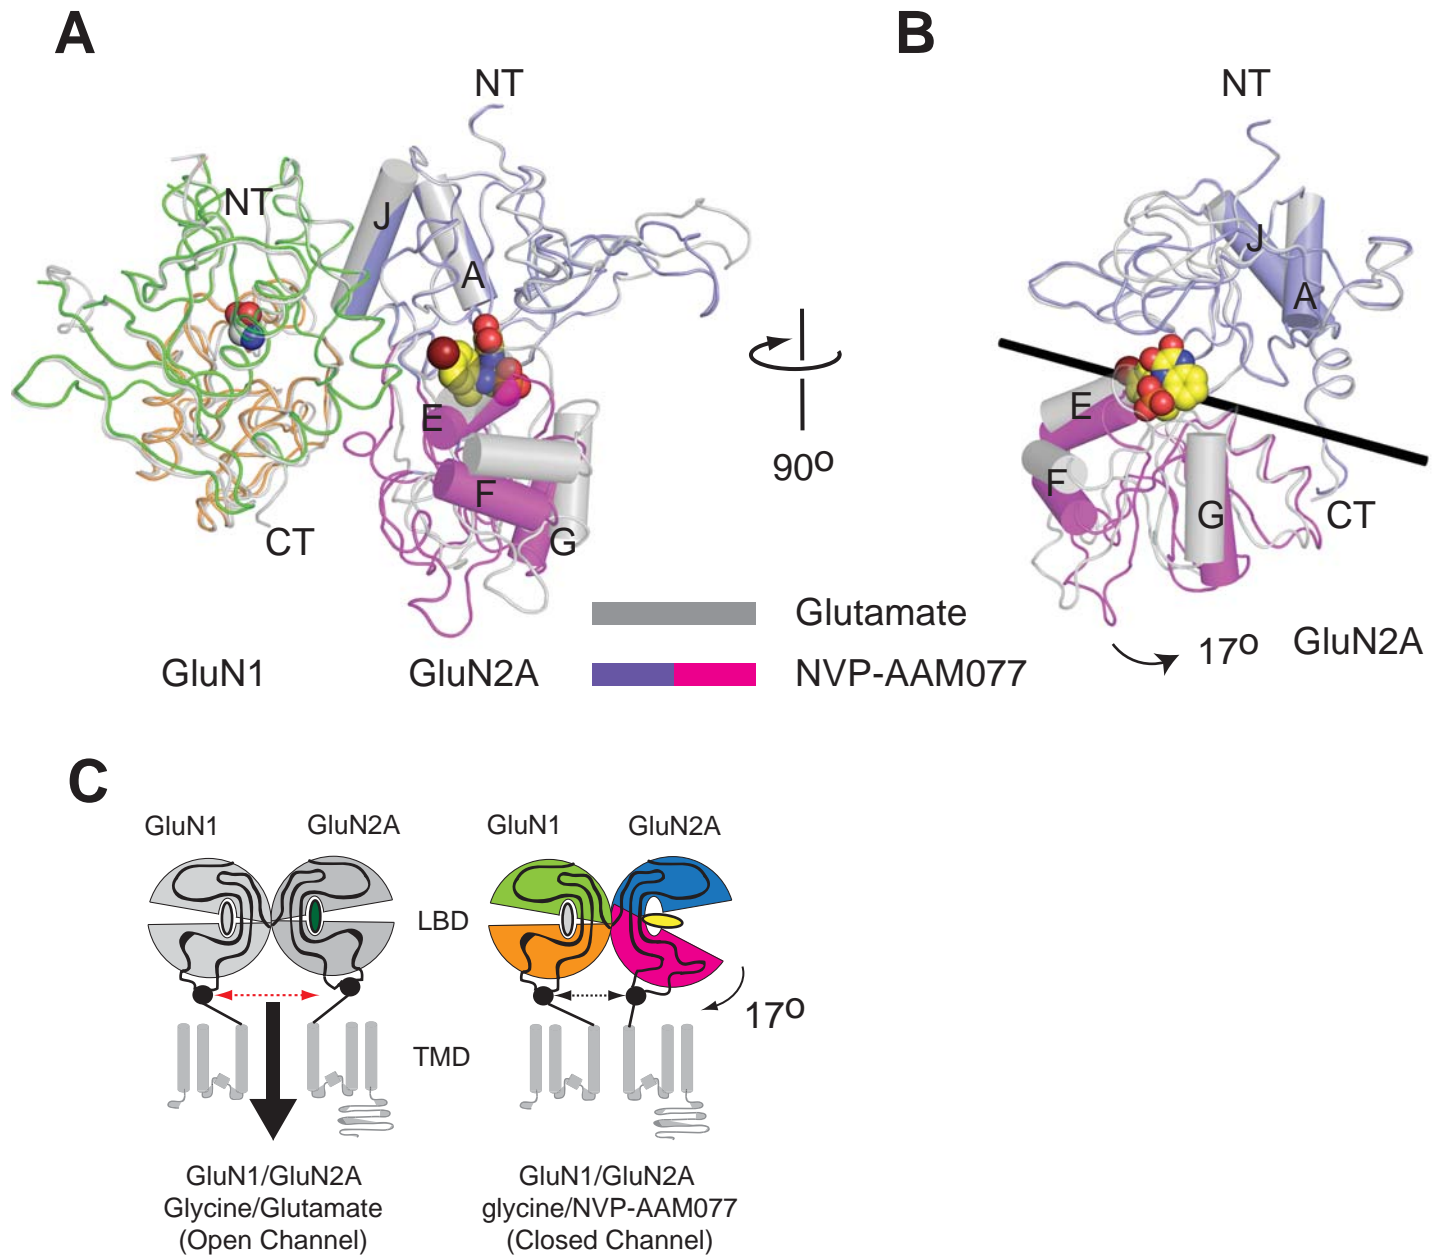 A
B
NT
NT
NT
J
A
J
A
E
E
F
F
G
G
90o
CT
CT
Glutamate
17o
GluN2A
GluN1
GluN2A
NVP-AAM077
C
GluN1
GluN2A
GluN1
GluN2A
LBD
17o
TMD
GluN1/GluN2A
Glycine/Glutamate
(Open Channel)
GluN1/GluN2A
glycine/NVP-AAM077
(Closed Channel)